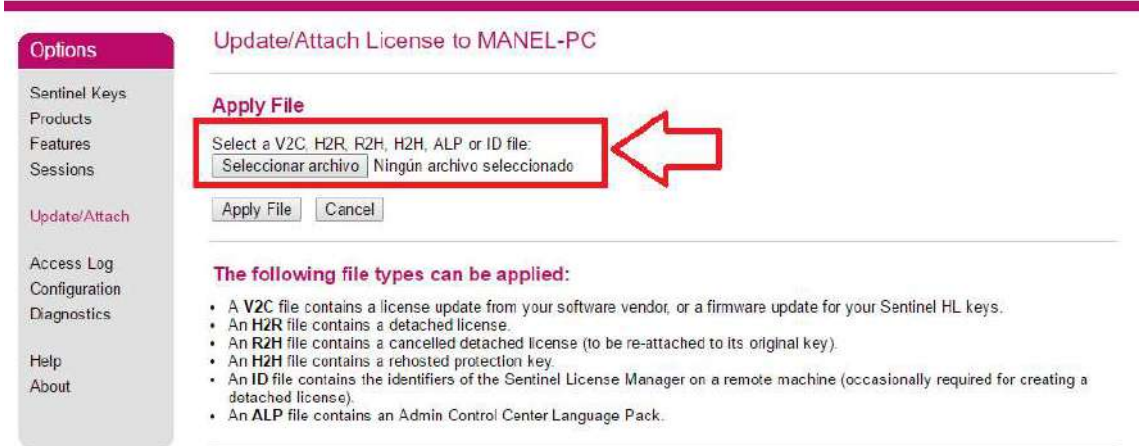 Options
Sentinel Keys
Products
Features
Sessions
Update/Attach
Access Log
Configuration
Diagnostics
Help
About
Update/Attach License to MANEL-PC
Apply File
Select a V2C, H2R, R2H, H2H, ALP or ID file:
Seleccionar archivo Ningún archivo seleccionado
Apply File Cancel
The following file types can be applied:
• A V2C file contains a license update from your software vendor, or a firmware update for your Sentinel HL keys.
• An H2R file contains a detached license.
• An R2H file contains a cancelled detached license (to be re-attached to its original key).
• An H2H file contains a rehosted protection key.
• An ID file contains the identifiers of the Sentinel License Manager on a remote machine (occasionally required for creating a
detached license).
• An ALP file contains an Admin Control Center Language Pack.